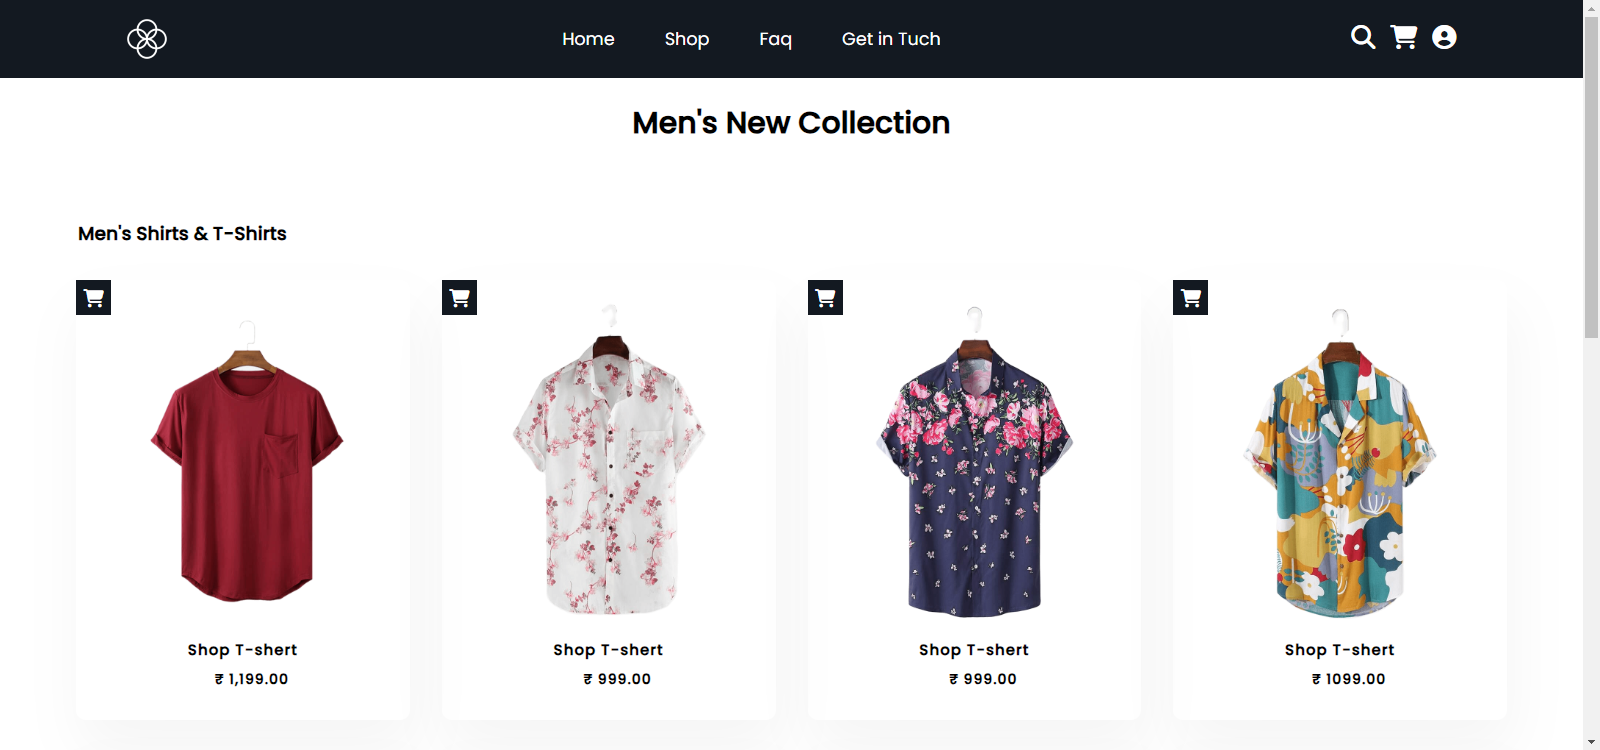 Home Shop Faq Get in Tuch
Men's New Collection
Men's Shirts & T-Shirts
Shop T-shert
₹ 1,199.00
Shop T-shert
₹ 999.00
Shop T-shert
₹ 999.00
Shop T-shert
₹ 1099.00